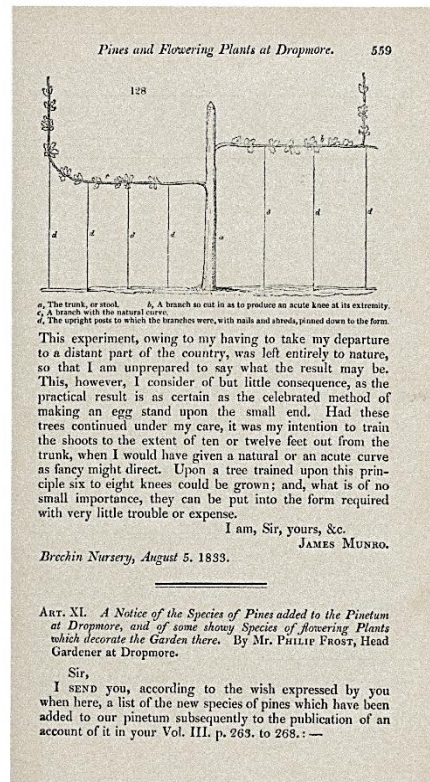 Pines and Flowering Plants at Dropmore. 559
128
b
c
d d d d a d d d
a, The trunk, or stool. b, A branch so cut in as to produce an acute knee at its extremity.
c, A branch with the natural curve.
d, The upright posts to which the branches were, with nails and shreds, pinned down to the form.
This experiment, owing to my having to take my departure
to a distant part of the country, was left entirely to nature,
so that I am unprepared to say what the result may be.
This, however, I consider of but little consequence, as the
practical result is as certain as the celebrated method of
making an egg stand upon the small end. Had these
trees continued under my care, it was my intention to train
the shoots to the extent of ten or twelve feet out from the
trunk, when I would have given a natural or an acute curve
as fancy might direct. Upon a tree trained upon this prin-
ciple six to eight knees could be grown; and, what is of no
small importance, they can be put into the form required
with very little trouble or expense.
I am, Sir, yours, &c.
JAMES MUNRO.
Brechin Nursery, August 5. 1833.
ART. XI. A Notice of the Species of Pines added to the Pinetum
at Dropmore, and of some showy Species of flowering Plants
which decorate the Garden there. By Mr. PHILIP FROST, Head
Gardener at Dropmore.
Sir,
I SEND you, according to the wish expressed by you
when here, a list of the new species of pines which have been
added to our pinetum subsequently to the publication of an
account of it in your Vol. III. p. 263. to 268. : —